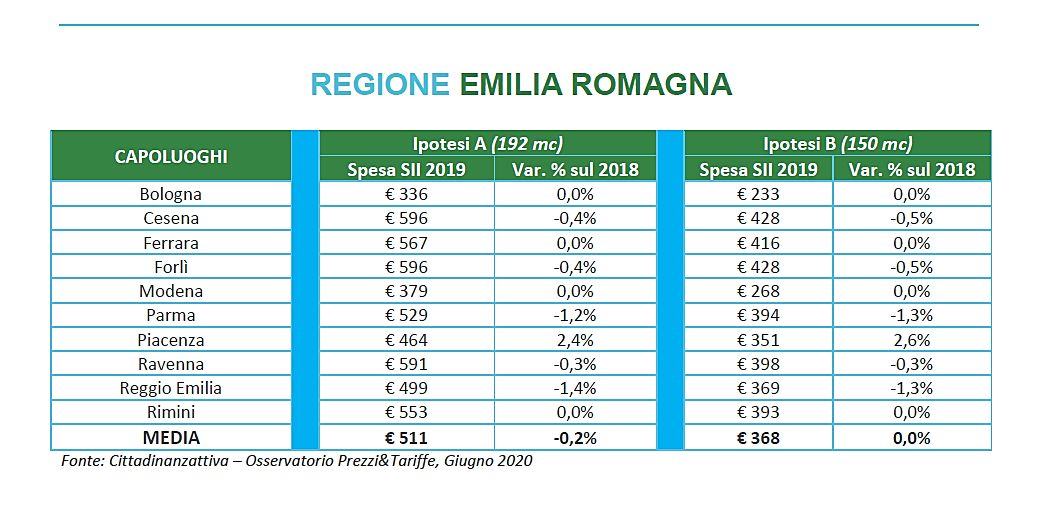 REGIONE EMILIA ROMAGNA
CAPOLUOGHI Ipotesi A (192 mc) Ipotesi B (150 mc)
Spesa SII 2019 Var. % sul 2018 Spesa SII 2019 Var. % sul 2018
Bologna € 336 0,0% € 233 0,0%
Cesena € 596 -0,4% € 428 -0,5%
Ferrara € 567 0,0% € 416 0,0%
Forlì € 596 -0,4% € 428 -0,5%
Modena € 379 0,0% € 268 0,0%
Parma € 529 -1,2% € 394 -1,3%
Piacenza € 464 2,4% € 351 2,6%
Ravenna € 591 -0,3% € 398 -0,3%
Reggio Emilia € 499 -1,4% € 369 -1,3%
Rimini € 553 0,0% € 393 0,0%
MEDIA € 511 -0,2% € 368 0,0%
Fonte: Cittadinanzattiva – Osservatorio Prezzi&Tariffe, Giugno 2020